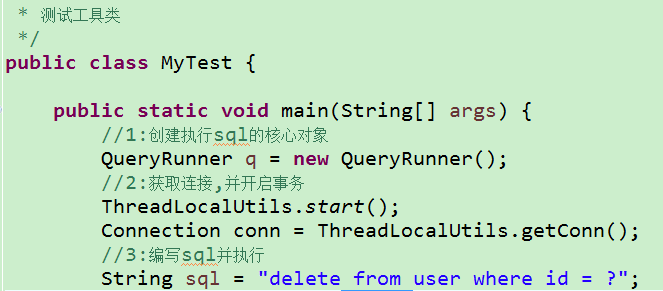 * 测试工具类
*/
public class MyTest {
public static void main(String[] args) {
//1:创建执行sql的核心对象
QueryRunner q = new QueryRunner();
//2:获取连接,并开启事务
ThreadLocalUtils.start();
Connection conn = ThreadLocalUtils.getConn();
//3:编写sql并执行
String sql = "delete from user where id = ?";